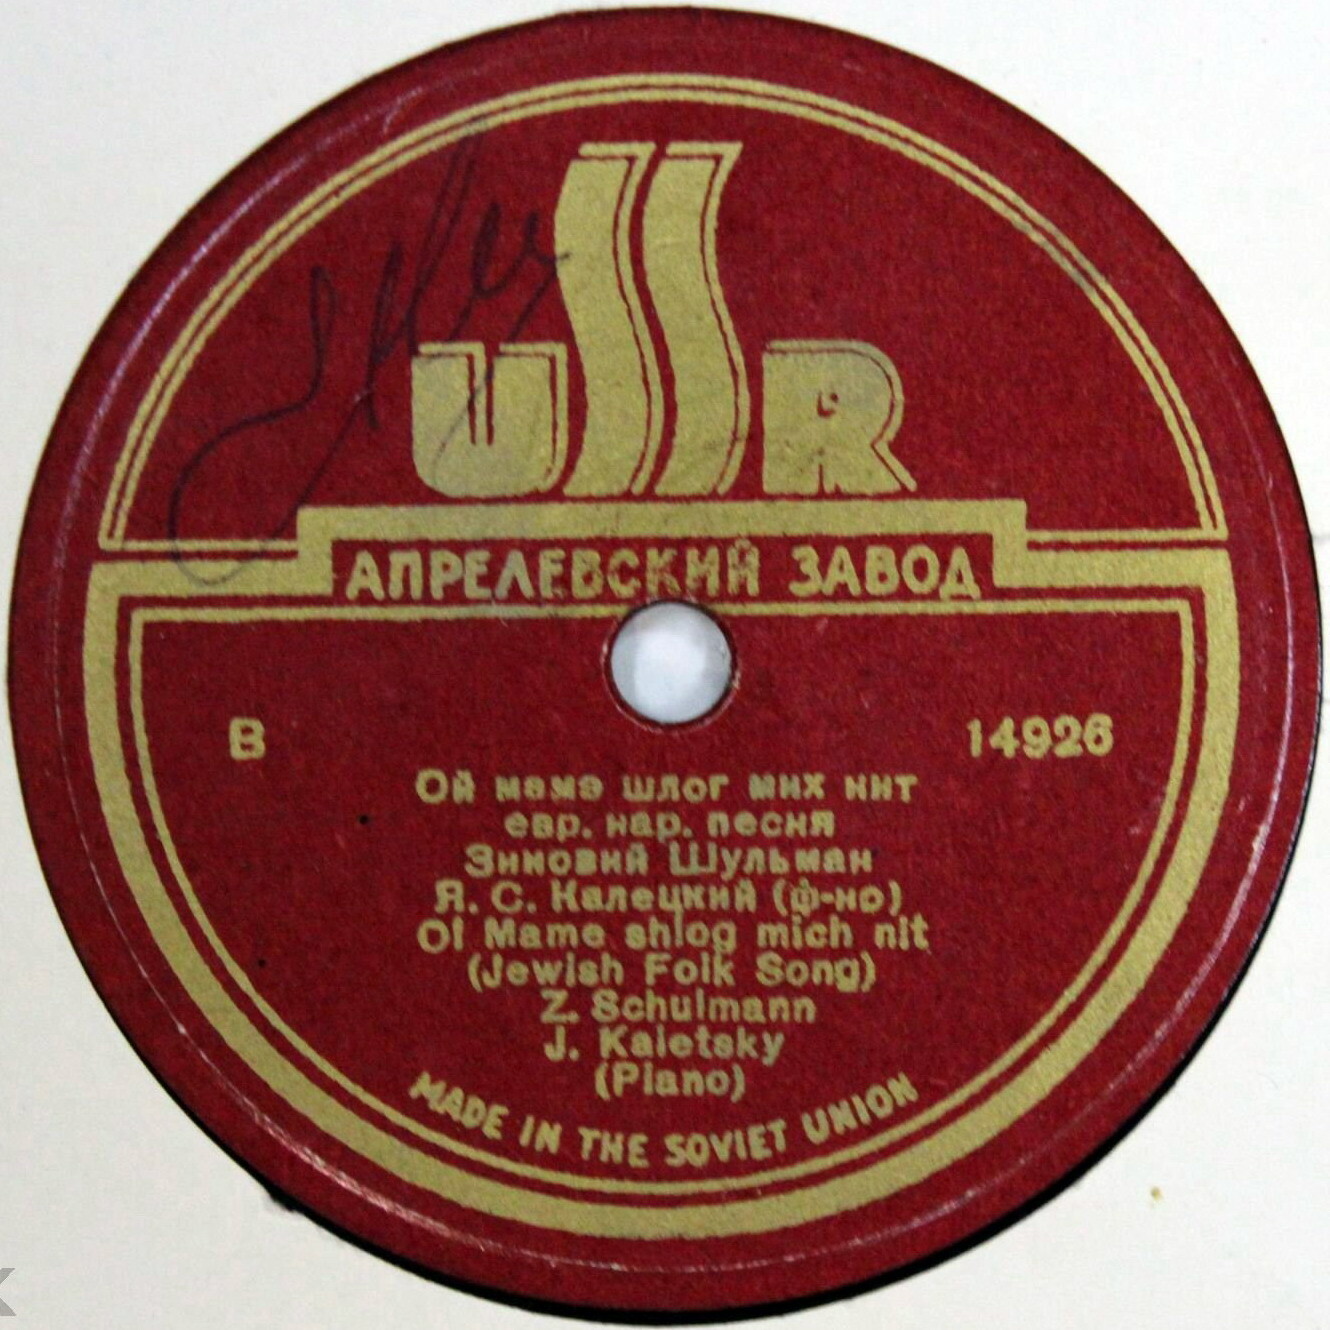 USSR
АПРЕЛЕВСКИЙ ЗАВОД
В 14926
Ой маме шлог мих нит
евр. нар. песня
Зиновий Шульман
Я. С. Калецкий (ф-но)
Oi Mame shlog mich nit
(Jewish Folk Song)
Z. Schulmann
J. Kaletsky
(Piano)
MADE IN THE SOVIET UNION